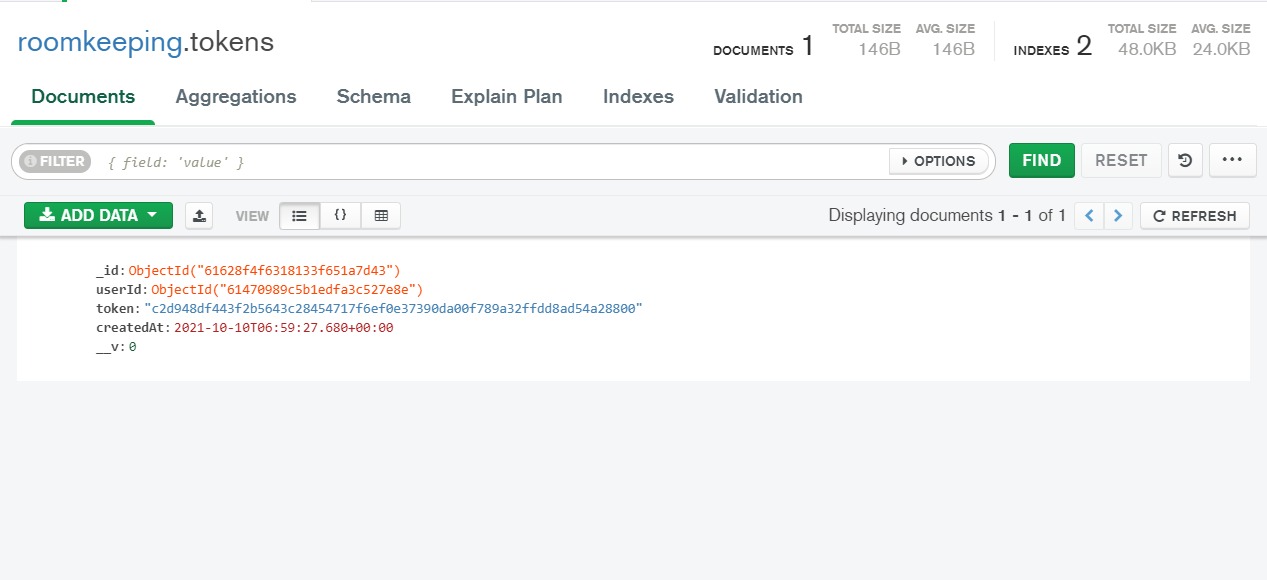 roomkeeping.tokens
DOCUMENTS 1 TOTAL SIZE 146B AVG. SIZE 146B INDEXES 2 TOTAL SIZE 48.0KB AVG. SIZE 24.0KB
Documents Aggregations Schema Explain Plan Indexes Validation
FILTER { field: 'value' } OPTIONS FIND RESET ...
ADD DATA VIEW {} Displaying documents 1 - 1 of 1 REFRESH
_id: ObjectId("61628f4f6318133f651a7d43")
userId: ObjectId("61470989c5b1edfa3c527e8e")
token: "c2d948df443f2b5643c28454717f6ef0e37390da00f789a32ffdd8ad54a28800"
createdAt: 2021-10-10T06:59:27.680+00:00
__v: 0